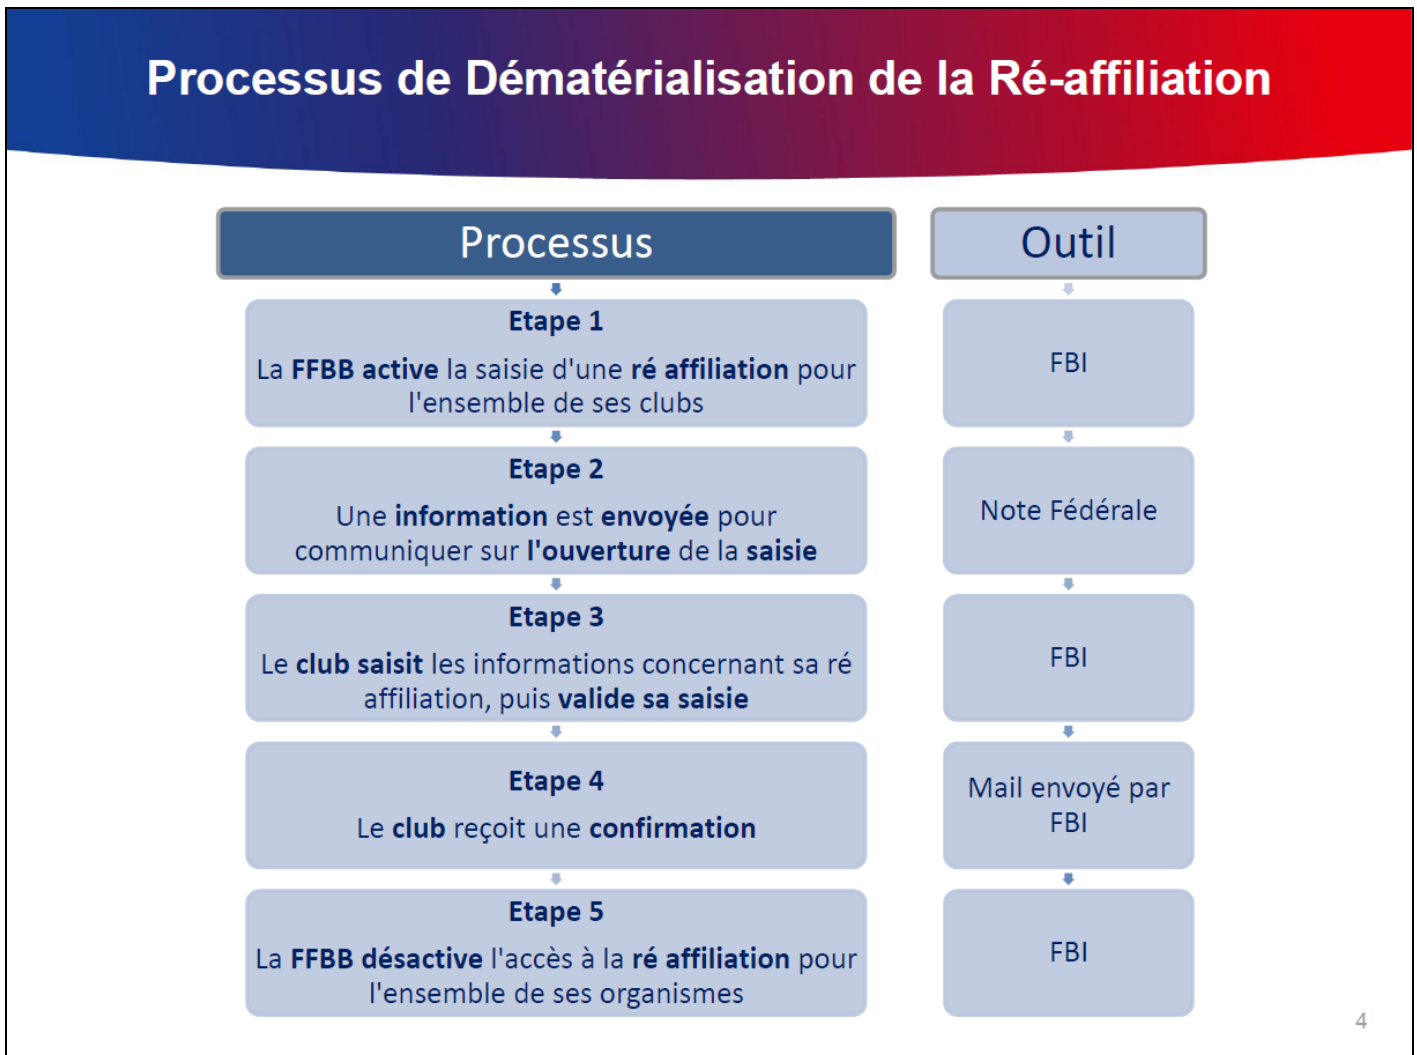 Processus de Dématérialisation de la Ré-affiliation
Processus
Outil
Etape 1
La FFBB active la saisie d'une ré affiliation pour
l'ensemble de ses clubs
FBI
Etape 2
Une information est envoyée pour
communiquer sur l'ouverture de la saisie
Note Fédérale
Etape 3
Le club saisit les informations concernant sa ré
affiliation, puis valide sa saisie
FBI
Etape 4
Le club reçoit une confirmation
Mail envoyé par
FBI
Etape 5
La FFBB désactive l'accès à la ré affiliation pour
l'ensemble de ses organismes
FBI
4